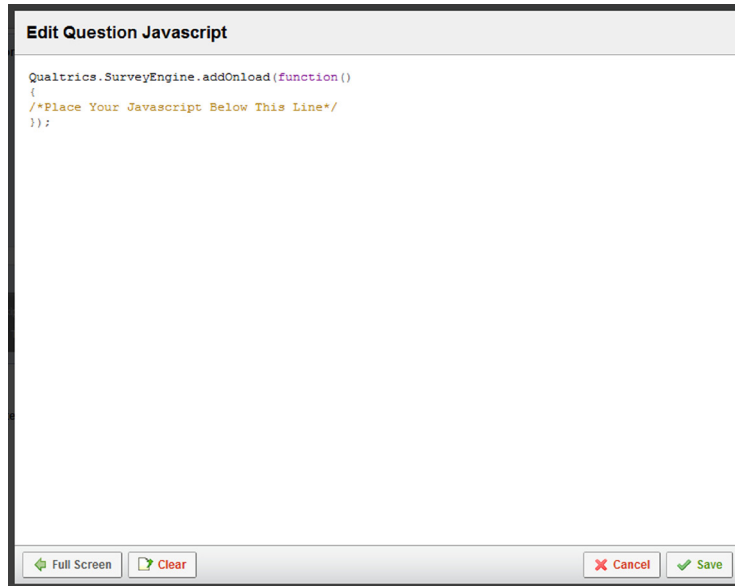 Edit Question Javascript
Qualtrics.SurveyEngine.addOnload(function()
{
/*Place Your Javascript Below This Line*/
});
Full Screen
Clear
Cancel
Save